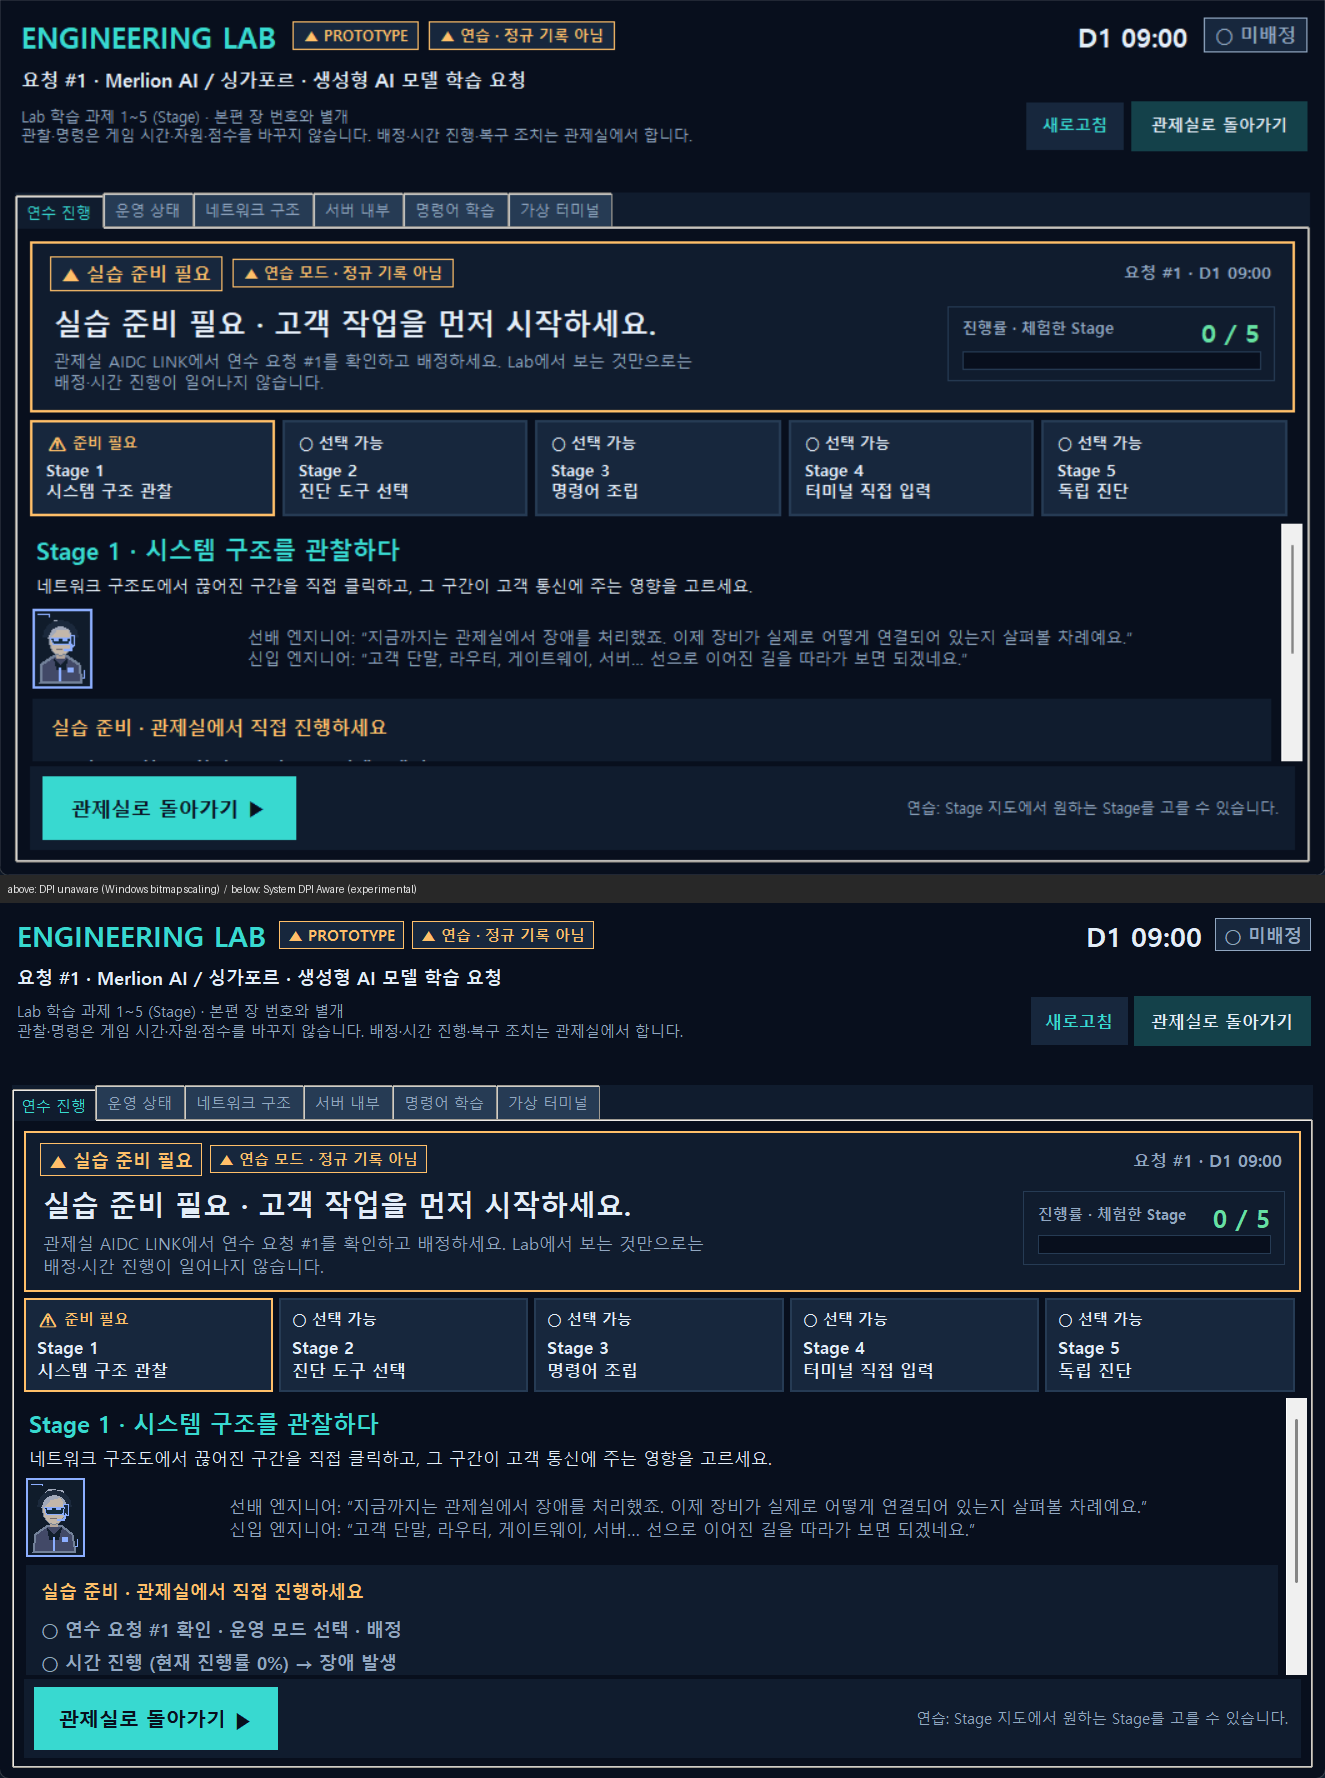 ENGINEERING LAB ▲ PROTOTYPE ▲ 연습 · 정규 기록 아님 D1 09:00 ○ 미배정
요청 #1 · Merlion AI / 싱가포르 · 생성형 AI 모델 학습 요청
Lab 학습 과제 1~5 (Stage) · 본편 장 번호와 별개
관찰·명령은 게임 시간·자원·점수를 바꾸지 않습니다. 배정·시간 진행·복구 조치는 관제실에서 합니다.
새로고침 관제실로 돌아가기
연수 진행 운영 상태 네트워크 구조 서버 내부 명령어 학습 가상 터미널
▲ 실습 준비 필요 ▲ 연습 모드 · 정규 기록 아님 요청 #1 · D1 09:00
실습 준비 필요 · 고객 작업을 먼저 시작하세요.
관제실 AIDC LINK에서 연수 요청 #1를 확인하고 배정하세요. Lab에서 보는 것만으로는
배정·시간 진행이 일어나지 않습니다.
진행률 · 체험한 Stage 0 / 5
⚠ 준비 필요 ○ 선택 가능 ○ 선택 가능 ○ 선택 가능 ○ 선택 가능
Stage 1 Stage 2 Stage 3 Stage 4 Stage 5
시스템 구조 관찰 진단 도구 선택 명령어 조립 터미널 직접 입력 독립 진단
Stage 1 · 시스템 구조를 관찰하다
네트워크 구조도에서 끊어진 구간을 직접 클릭하고, 그 구간이 고객 통신에 주는 영향을 고르세요.
선배 엔지니어: “지금까지는 관제실에서 장애를 처리했죠. 이제 장비가 실제로 어떻게 연결되어 있는지 살펴볼 차례예요.”
신입 엔지니어: “고객 단말, 라우터, 게이트웨이, 서버… 선으로 이어진 길을 따라가 보면 되겠네요.”
실습 준비 · 관제실에서 직접 진행하세요
관제실로 돌아가기 ▶ 연습: Stage 지도에서 원하는 Stage를 고를 수 있습니다.
above: DPI unaware (Windows bitmap scaling) / below: System DPI Aware (experimental)
ENGINEERING LAB ▲ PROTOTYPE ▲ 연습 · 정규 기록 아님 D1 09:00 ○ 미배정
요청 #1 · Merlion AI / 싱가포르 · 생성형 AI 모델 학습 요청
Lab 학습 과제 1~5 (Stage) · 본편 장 번호와 별개
관찰·명령은 게임 시간·자원·점수를 바꾸지 않습니다. 배정·시간 진행·복구 조치는 관제실에서 합니다.
새로고침 관제실로 돌아가기
연수 진행 운영 상태 네트워크 구조 서버 내부 명령어 학습 가상 터미널
▲ 실습 준비 필요 ▲ 연습 모드 · 정규 기록 아님 요청 #1 · D1 09:00
실습 준비 필요 · 고객 작업을 먼저 시작하세요.
관제실 AIDC LINK에서 연수 요청 #1를 확인하고 배정하세요. Lab에서 보는 것만으로는
배정·시간 진행이 일어나지 않습니다.
진행률 · 체험한 Stage 0 / 5
⚠ 준비 필요 ○ 선택 가능 ○ 선택 가능 ○ 선택 가능 ○ 선택 가능
Stage 1 Stage 2 Stage 3 Stage 4 Stage 5
시스템 구조 관찰 진단 도구 선택 명령어 조립 터미널 직접 입력 독립 진단
Stage 1 · 시스템 구조를 관찰하다
네트워크 구조도에서 끊어진 구간을 직접 클릭하고, 그 구간이 고객 통신에 주는 영향을 고르세요.
선배 엔지니어: “지금까지는 관제실에서 장애를 처리했죠. 이제 장비가 실제로 어떻게 연결되어 있는지 살펴볼 차례예요.”
신입 엔지니어: “고객 단말, 라우터, 게이트웨이, 서버… 선으로 이어진 길을 따라가 보면 되겠네요.”
실습 준비 · 관제실에서 직접 진행하세요
○ 연수 요청 #1 확인 · 운영 모드 선택 · 배정
○ 시간 진행 (현재 진행률 0%) → 장애 발생
관제실로 돌아가기 ▶ 연습: Stage 지도에서 원하는 Stage를 고를 수 있습니다.